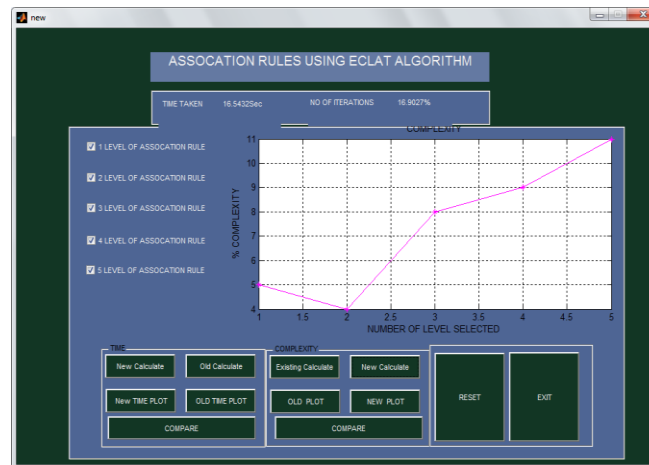 new
ASSOCATION RULES USING ECLAT ALGORITHM
TIME TAKEN 16.5432Sec NO OF ITERATIONS 16.9027%
COMPLEXITY
1 LEVEL OF ASSOCATION RULE
2 LEVEL OF ASSOCATION RULE
3 LEVEL OF ASSOCATION RULE
4 LEVEL OF ASSOCATION RULE
5 LEVEL OF ASSOCATION RULE
% COMPLEXITY
11
10
9
8
7
6
5
4
1 1.5 2 2.5 3 3.5 4 4.5 5
NUMBER OF LEVEL SELECTED
TIME
New Calculate Old Calculate
New TIME PLOT OLD TIME PLOT
COMPARE
COMPLEXITY
Existing Calculate New Calculate
OLD PLOT NEW PLOT
COMPARE
RESET
EXIT